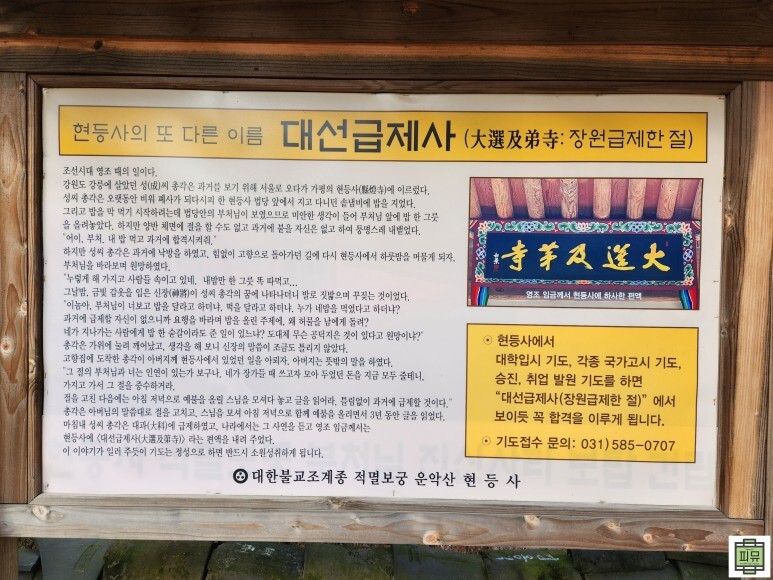 현등사의 또 다른 이름 대선급제사 (大選及弟寺: 장원급제한 절)
조선시대 영조 때의 일이다.
강원도 강릉에 살았던 성(成)씨 총각은 과거를 보기 위해 서울로 오다가 가평의 현등사(縣燈寺)에 이르렀다.
성씨 총각은 오랫동안 비워 폐사가 되다시피 한 현등사 법당 앞에서 지고 다니던 솥냄비에 밥을 지었다.
그리고 밥을 막 먹기 시작하려는데 법당안의 부처님이 보였으므로 미안한 생각이 들어 부처님 앞에 밥 한 그릇
을 올려놓았다. 하지만 양반 체면에 절을 할 수도 없고 과거에 붙을 자신은 없고 하여 퉁명스레 내뱉었다.
"어이, 부처, 내 밥 먹고 과거에 합격시켜줘."
하지만 성씨 총각은 과거에 낙방을 하였고, 힘없이 고향으로 돌아가던 길에 다시 현등사에서 하룻밤을 머물게 되자,
부처님을 바라보며 원망하였다.
"누렇게 해 가지고 사람들 속이고 있네, 내밥만 한 그릇 똑 따먹고...
그날밤, 금빛 갑옷을 입은 신장(神將)이 성씨 총각의 꿈에 나타나더니 발로 짓밟으며 꾸짖는 것이었다.
"이놈아, 부처님이 너보고 밥을 달라고 하더냐, 떡을 달라고 하더냐, 누가 네밥을 먹었다고 하더냐?
과거에 급제할 자신이 없으니까 요행을 바라며 밥을 올린 주제에, 왜 허물을 남에게 돌려?
네가 지나가는 사람에게 밥 한 숟갈이라도 준 일이 있느냐? 도대체 무슨 공덕지은 것이 있다고 원망이냐?"
총각은 가위에 눌려 깨어났고, 생각을 해 보니 신장의 말씀이 조금도 틀리지 않았다.
고향집에 도착한 총각이 아버지께 현등사에서 있었던 일을 아뢰자, 아버지는 뜻밖의 말을 하였다.
"그 절의 부처님과 너는 인연이 있는가 보구나, 네가 장가들 때 쓰고자 모아 두었던 돈을 지금 모두 줄테니,
가지고 가서 그 절을 중수하거라.
절을 고친 다음에는 아침 저녁으로 예불을 올릴 스님을 모셔다 놓고 글을 읽어라, 틀림없이 과거에 급제할 것이다."
총각은 아버님의 말씀대로 절을 고치고, 스님을 모셔 아침 저녁으로 함께 예불을 올리면서 3년 동안 글을 읽었다.
마침내 성씨 총각은 대과(大科)에 급제하였고, 나라에서는 그 사연을 듣고 영조 임금께서는
현등사에 《대선급제사(大選及弟寺)》 라는 편액을 내려 주었다.
이 이야기가 일러 주듯이 기도는 정성으로 하면 반드시 소원성취하게 됩니다.
大選及第寺
영조 임금께서 현등사에 하사한 편액
⊙ 현등사에서
대학입시 기도, 각종 국가고시 기도,
승진, 취업 발원 기도를 하면
"대선급제사(장원급제한 절)" 에서
보이듯 꼭 합격을 이루게 됩니다.
⊙ 기도접수 문의: 031)585-0707
대한불교조계종 적멸보궁 운악산 현등사
피뮤